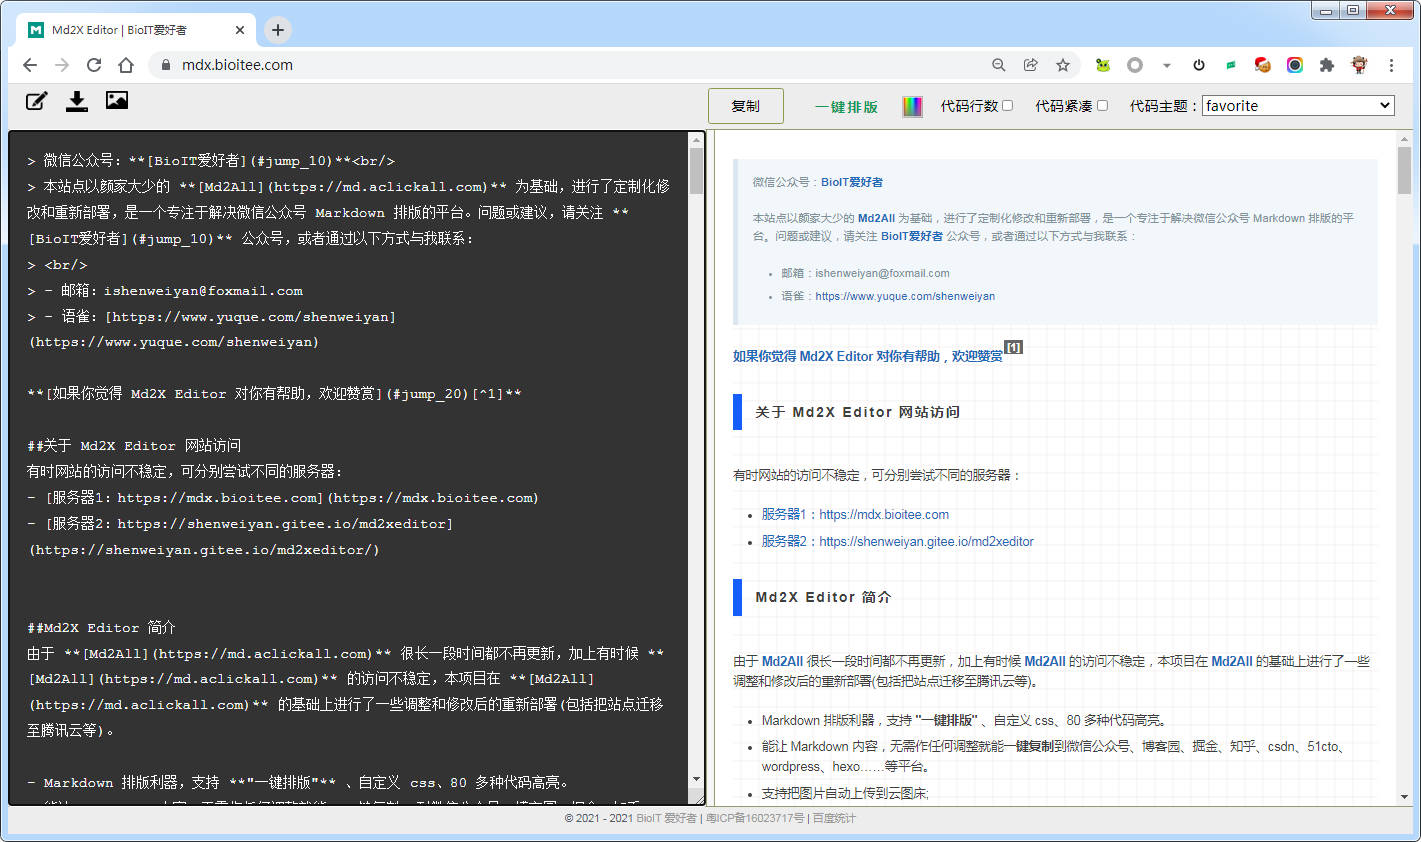 Md2X Editor | BioIT爱好者
mdx.bioitee.com
复制
一键排版
代码行数
代码紧凑
代码主题：
favorite
> 微信公众号：**[BioIT爱好者](#jump_10)**<br/>
> 本站点以颜家大少的 **[Md2All](https://md.aclickall.com)** 为基础，进行了定制化修
改和重新部署，是一个专注于解决微信公众号 Markdown 排版的平台。问题或建议，请关注 **
[BioIT爱好者](#jump_10)** 公众号，或者通过以下方式与我联系：
> <br/>
> - 邮箱：ishenweiyan@foxmail.com
> - 语雀：[https://www.yuque.com/shenweiyan]
(https://www.yuque.com/shenweiyan)
**[如果你觉得 Md2X Editor 对你有帮助，欢迎赞赏](#jump_20)[^1]**
##关于 Md2X Editor 网站访问
有时网站的访问不稳定，可分别尝试不同的服务器：
- [服务器1：https://mdx.bioitee.com](https://mdx.bioitee.com)
- [服务器2：https://shenweiyan.gitee.io/md2xeditor]
(https://shenweiyan.gitee.io/md2xeditor/)
##Md2X Editor 简介
由于 **[Md2All](https://md.aclickall.com)** 很长一段时间都不再更新，加上有时候 **
[Md2All](https://md.aclickall.com)** 的访问不稳定，本项目在 **[Md2All]
(https://md.aclickall.com)** 的基础上进行了一些调整和修改后的重新部署(包括把站点迁移
至腾讯云等)。
- Markdown 排版利器，支持 **"一键排版"** 、自定义 css、80 多种代码高亮。
微信公众号：BioIT爱好者
本站点以颜家大少的 Md2All 为基础，进行了定制化修改和重新部署，是一个专注于解决微信公众号 Markdown 排版的平
台。问题或建议，请关注 BioIT爱好者 公众号，或者通过以下方式与我联系：
• 邮箱：ishenweiyan@foxmail.com
• 语雀：https://www.yuque.com/shenweiyan
如果你觉得 Md2X Editor 对你有帮助，欢迎赞赏[1]
关于 Md2X Editor 网站访问
有时网站的访问不稳定，可分别尝试不同的服务器：
• 服务器1：https://mdx.bioitee.com
• 服务器2：https://shenweiyan.gitee.io/md2xeditor
Md2X Editor 简介
由于 Md2All 很长一段时间都不再更新，加上有时候 Md2All 的访问不稳定，本项目在 Md2All 的基础上进行了一些
调整和修改后的重新部署(包括把站点迁移至腾讯云等)。
• Markdown 排版利器，支持 "一键排版" 、自定义 css、80 多种代码高亮。
• 能让 Markdown 内容，无需作任何调整就能一键复制到微信公众号、博客园、掘金、知乎、csdn、51cto、
wordpress、hexo……等平台。
• 支持把图片自动上传到云图床;
© 2021 - 2021 BioIT 爱好者 | 粤ICP备16023717号 | 百度统计